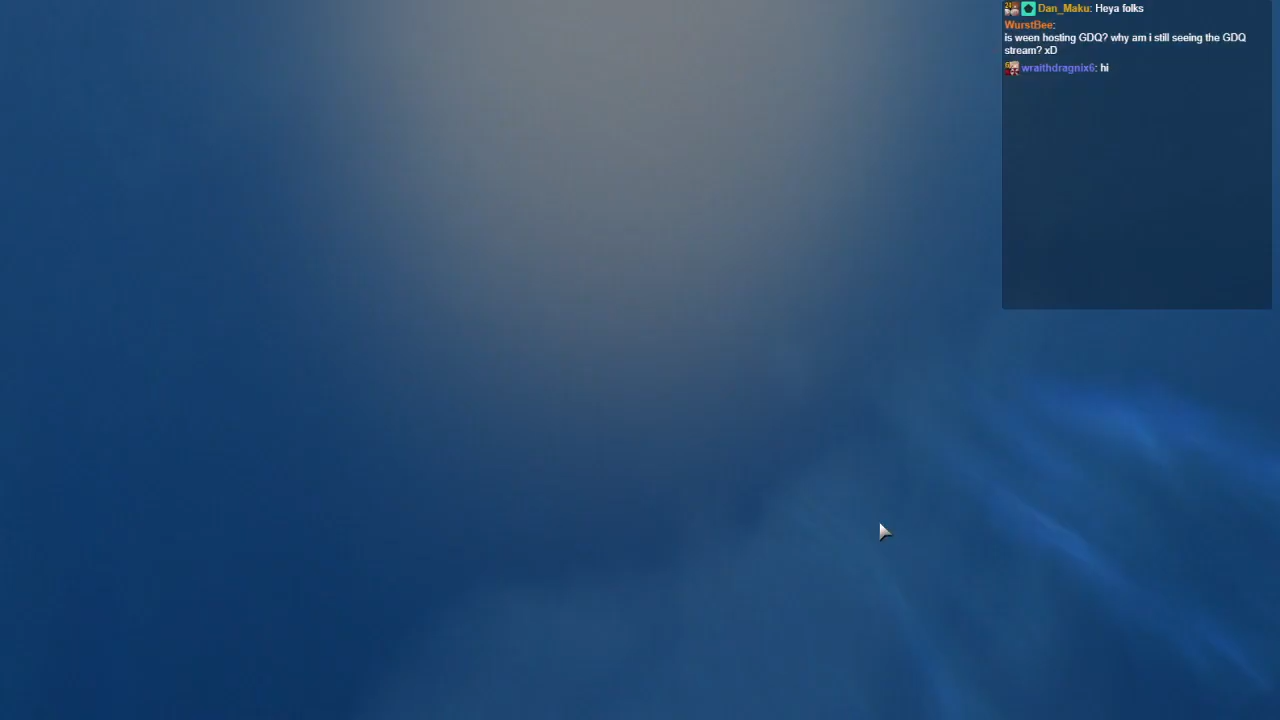 Dan_Maku: Heya folks
WurstBee:
is ween hosting GDQ? why am i still seeing the GDQ
stream? xD
wraithdragnix6: hi